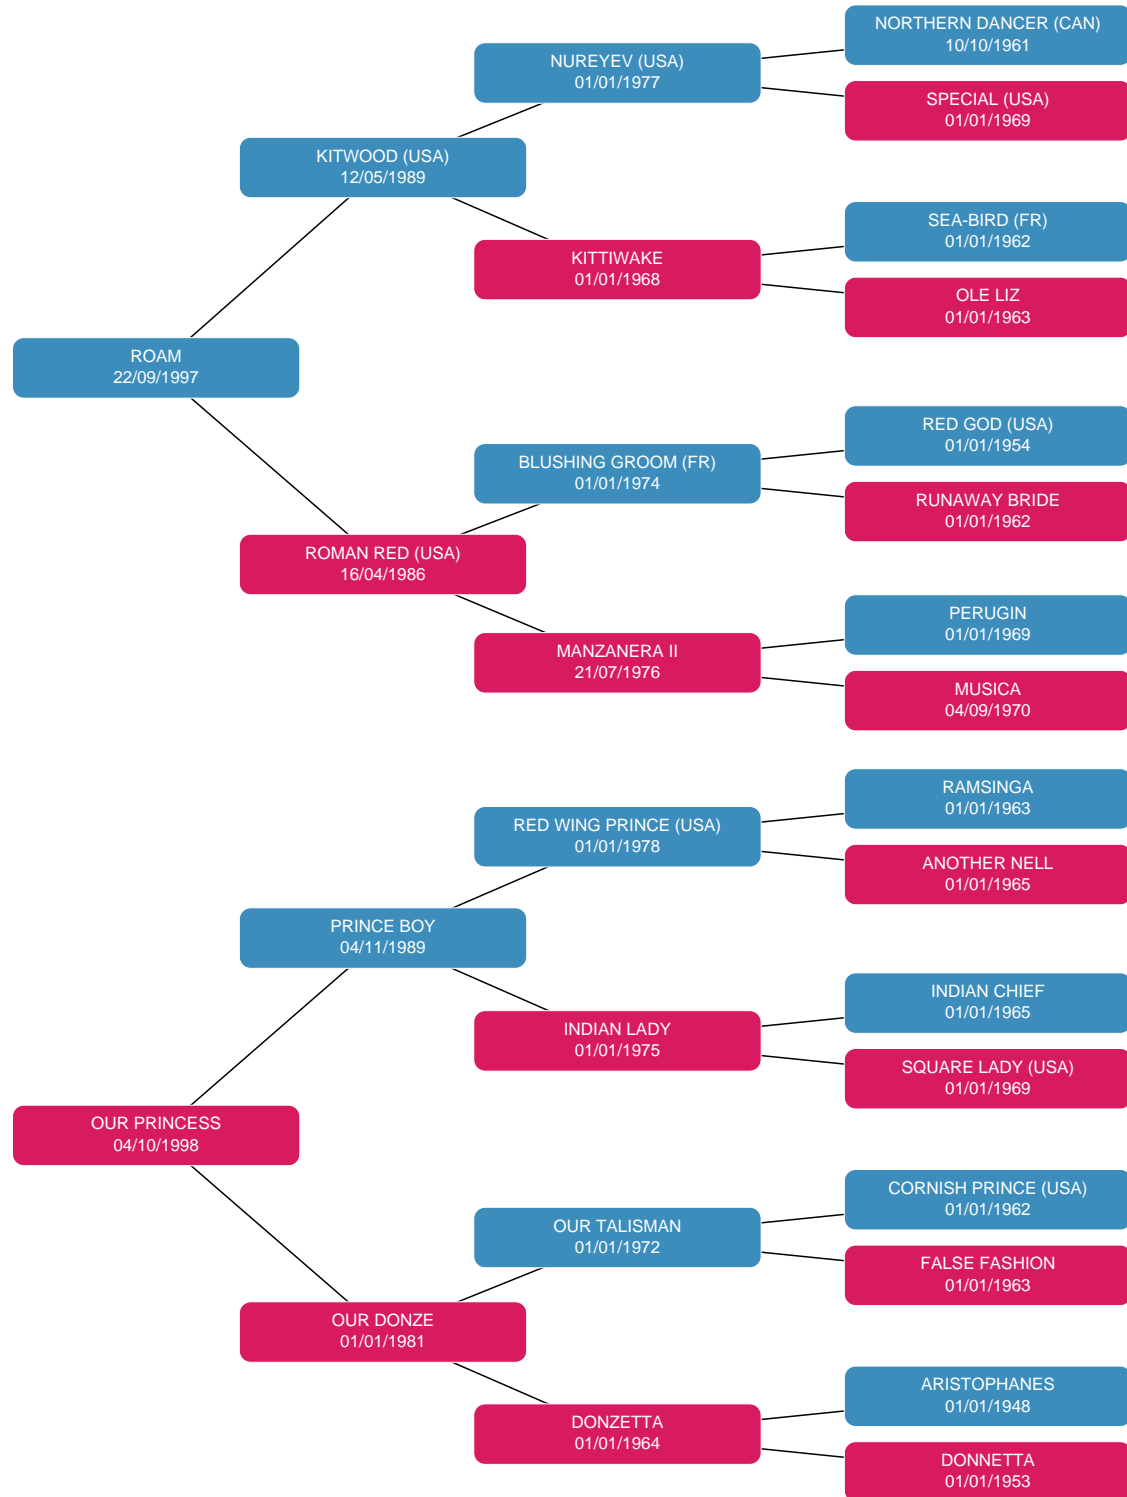 NORTHERN DANCER (CAN)
10/10/1961
NUREYEV (USA)
01/01/1977
SPECIAL (USA)
01/01/1969
KITWOOD (USA)
12/05/1989
SEA-BIRD (FR)
01/01/1962
KITTIWAKE
01/01/1968
OLE LIZ
01/01/1963
ROAM
22/09/1997
RED GOD (USA)
01/01/1954
BLUSHING GROOM (FR)
01/01/1974
RUNAWAY BRIDE
01/01/1962
ROMAN RED (USA)
16/04/1986
PERUGIN
01/01/1969
MANZANERA II
21/07/1976
MUSICA
04/09/1970
RAMSINGA
01/01/1963
RED WING PRINCE (USA)
01/01/1978
ANOTHER NELL
01/01/1965
PRINCE BOY
04/11/1989
INDIAN CHIEF
01/01/1965
INDIAN LADY
01/01/1975
SQUARE LADY (USA)
01/01/1969
OUR PRINCESS
04/10/1998
CORNISH PRINCE (USA)
01/01/1962
OUR TALISMAN
01/01/1972
FALSE FASHION
01/01/1963
OUR DONZE
01/01/1981
ARISTOPHANES
01/01/1948
DONZETTA
01/01/1964
DONNETTA
01/01/1953